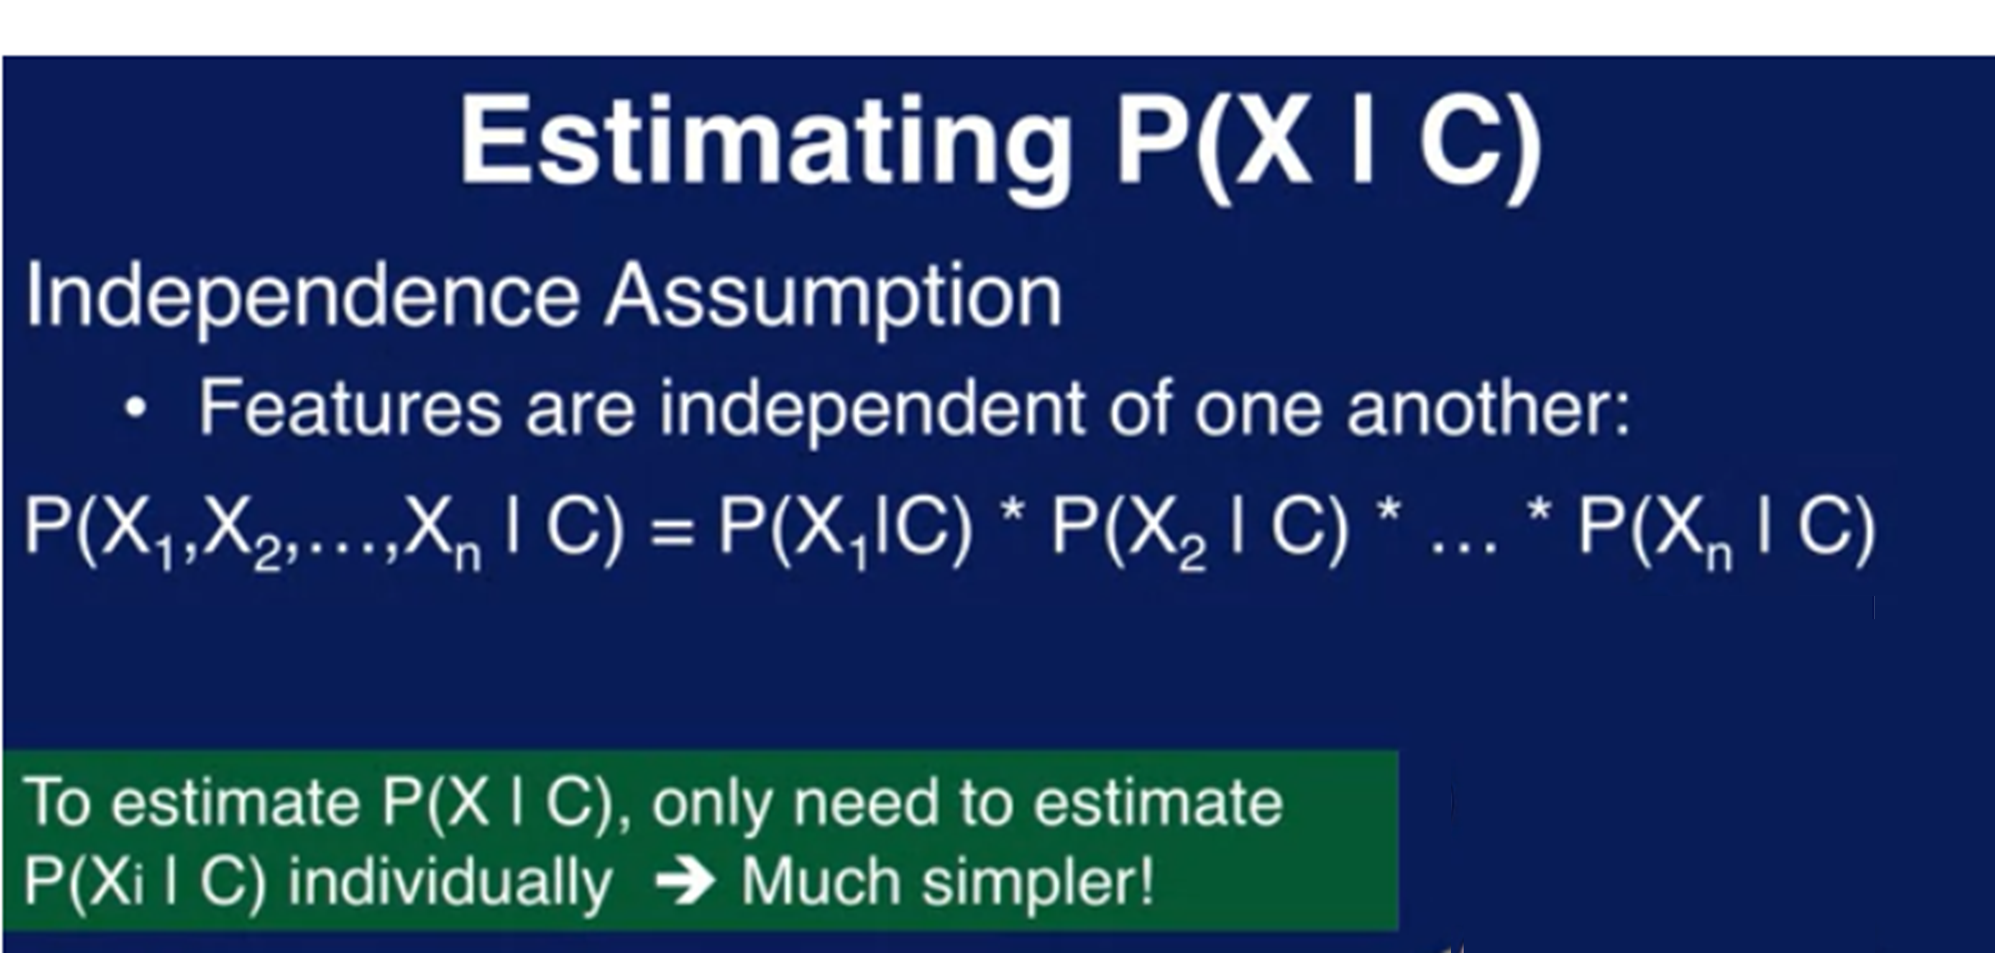 Estimating P(X | C)
Independence Assumption
• Features are independent of one another:
P(X₁,X₂,...,Xₙ | C) = P(X₁|C) * P(X₂ | C) * ... * P(Xₙ | C)
To estimate P(X | C), only need to estimate
P(Xi | C) individually ➔ Much simpler!